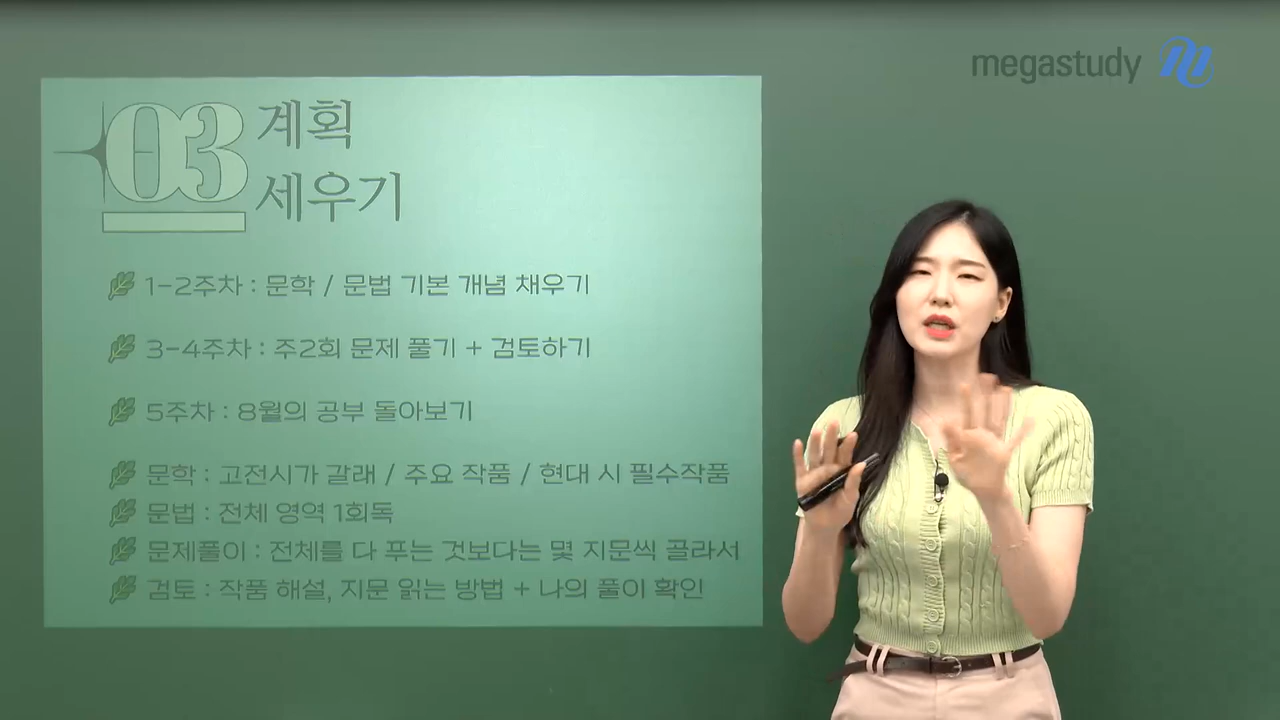 megastudy
03 계획
세우기
1-2주차 : 문학 / 문법 기본 개념 채우기
3-4주차 : 주2회 문제 풀기 + 검토하기
5주차 : 8월의 공부 돌아보기
문학 : 고전시가 갈래 / 주요 작품 / 현대 시 필수작품
문법 : 전체 영역 1회독
문제풀이 : 전체를 다 푸는 것보다는 몇 지문씩 골라서
검토 : 작품 해설, 지문 읽는 방법 + 나의 풀이 확인